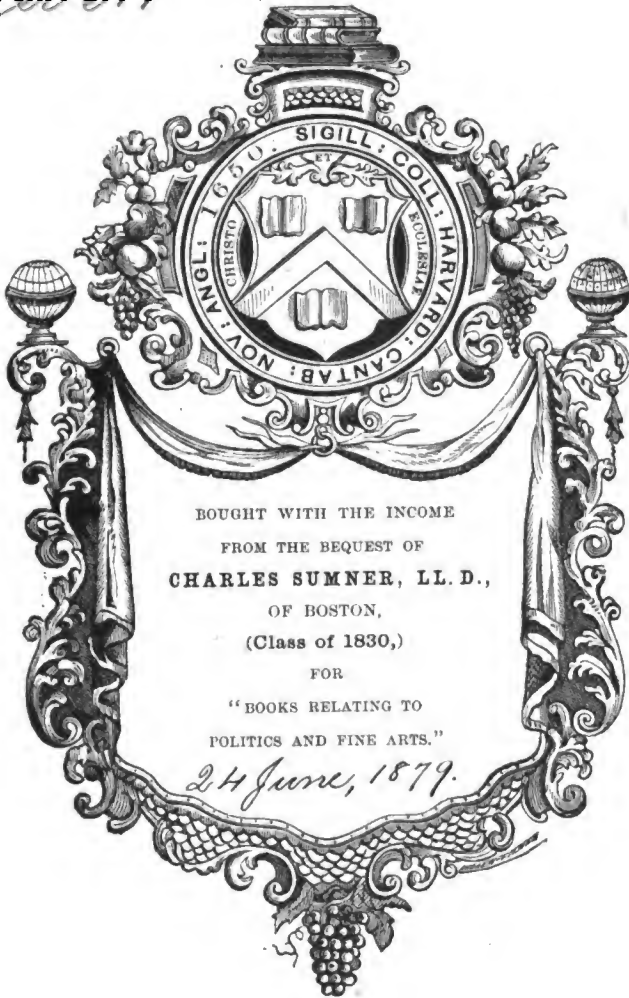 SIGILL: COLL: HARVARD: CANTAB: NOV: ANGL: 1650.
CHRISTO
ET
ECCLESIAE
BOUGHT WITH THE INCOME
FROM THE BEQUEST OF
CHARLES SUMNER, LL. D.,
OF BOSTON,
(Class of 1830,)
FOR
"BOOKS RELATING TO
POLITICS AND FINE ARTS."
24 June, 1879.